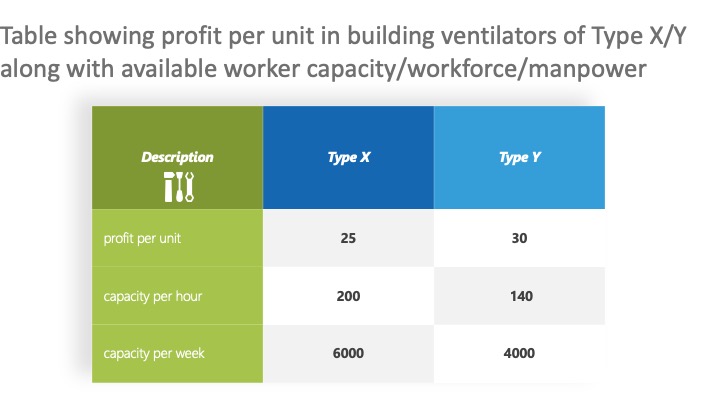 Table showing profit per unit in building ventilators of Type X/Y
along with available worker capacity/workforce/manpower
Description Type X Type Y
profit per unit 25 30
capacity per hour 200 140
capacity per week 6000 4000